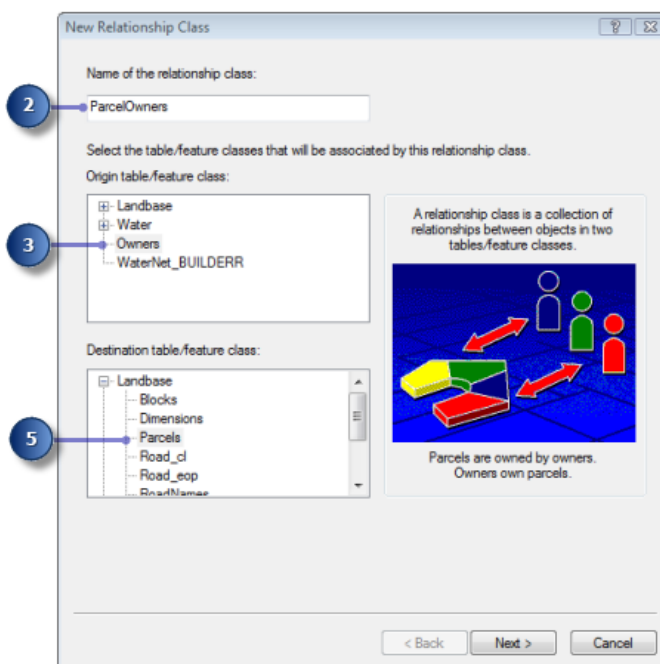 New Relationship Class
Name of the relationship class:
2
ParcelOwners
Select the table/feature classes that will be associated by this relationship class.
Origin table/feature class:
Landbase
Water
3
Owners
WaterNet_BUILDERR
A relationship class is a collection of
relationships between objects in two
tables/feature classes.
Destination table/feature class:
Landbase
Blocks
Dimensions
5
Parcels
Road_cl
Road_eop
RoadNames
Parcels are owned by owners.
Owners own parcels.
< Back
Next >
Cancel